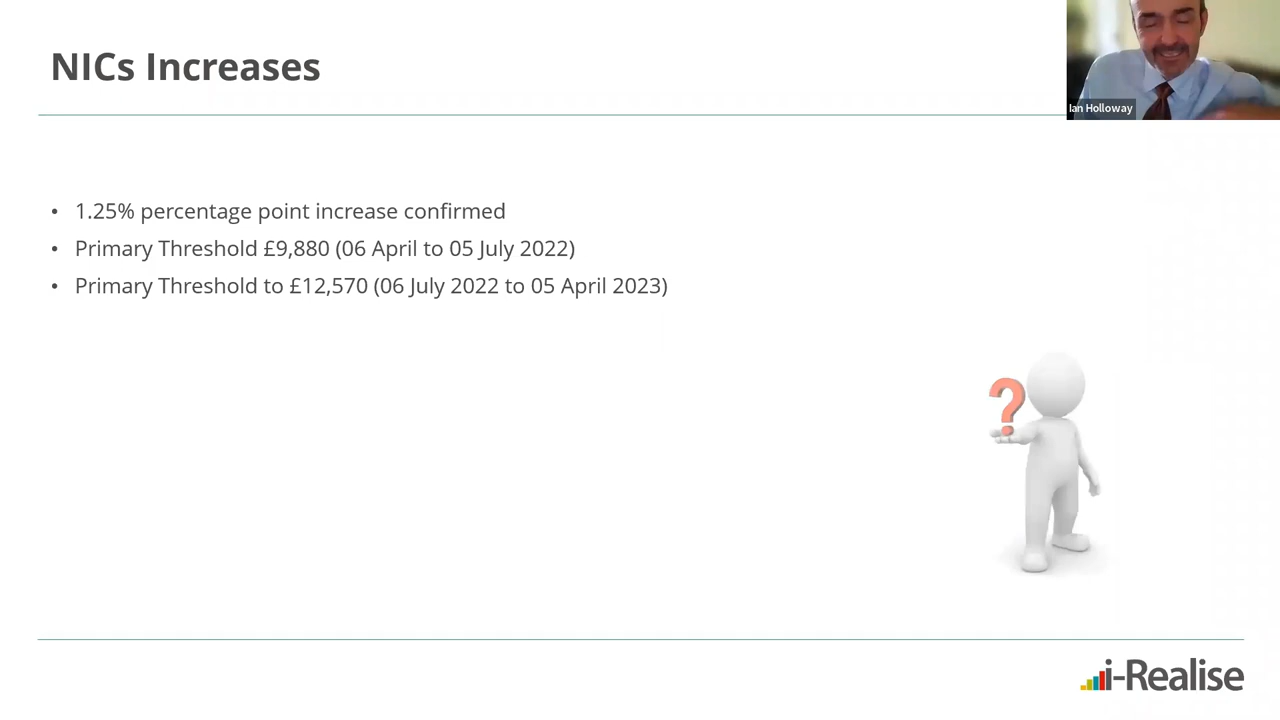 NICs Increases
Ian Holloway
• 1.25% percentage point increase confirmed
• Primary Threshold £9,880 (06 April to 05 July 2022)
• Primary Threshold to £12,570 (06 July 2022 to 05 April 2023)
?
i-Realise